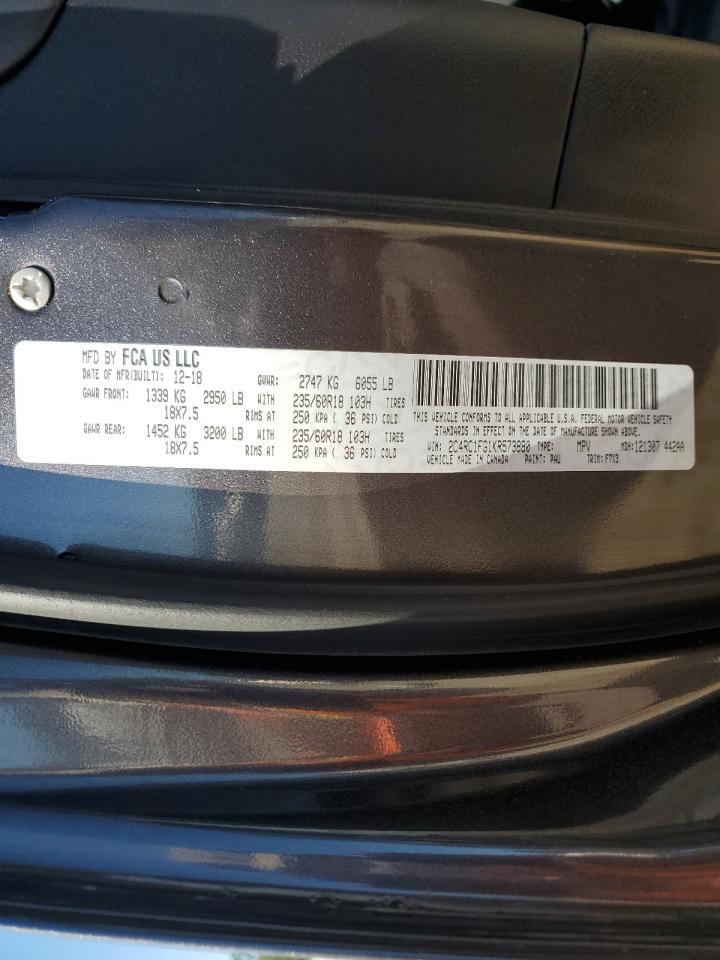 MFD BY FCA US LLC
DATE OF MFR(BUILT): 12-18 GVWR: 2747 KG 6055 LB
GAWR FRONT: 1339 KG 2950 LB WITH 235/60R18 103H TIRES
18X7.5 RIMS AT 250 KPA ( 36 PSI) COLD
GAWR REAR: 1452 KG 3200 LB WITH 235/60R18 103H TIRES
18X7.5 RIMS AT 250 KPA ( 36 PSI) COLD
THIS VEHICLE CONFORMS TO ALL APPLICABLE U.S.A. FEDERAL MOTOR VEHICLE SAFETY
STANDARDS IN EFFECT ON THE DATE OF MANUFACTURE SHOWN ABOVE.
VIN: 2C4RC1FG1KR573880 TYPE: MPV MDH:121307 442AA
VEHICLE MADE IN CANADA PAINT: PAU TRIM: F7X3